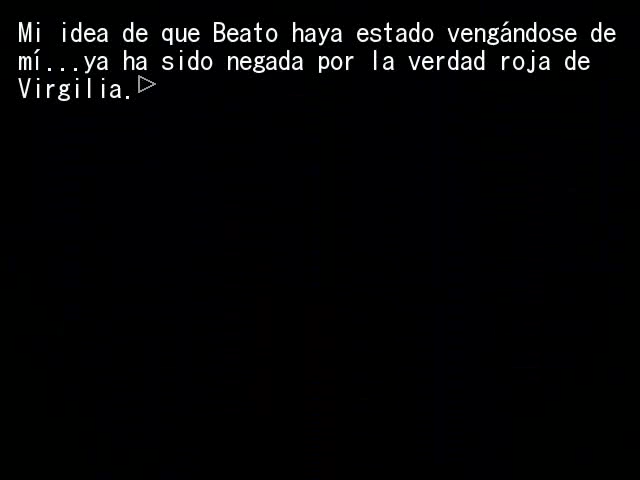 Mi idea de que Beato haya estado vengándose de
mí...ya ha sido negada por la verdad roja de
Virgilia.